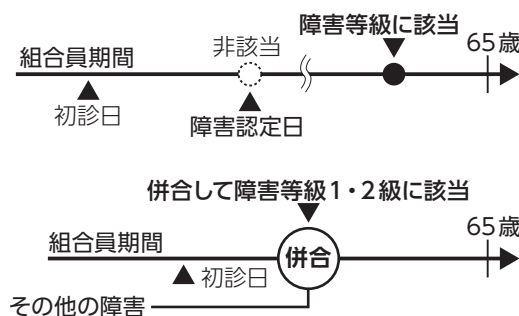 障害等級に該当
非該当
65歳
組合員期間
初診日
障害認定日
併合して障害等級1・2級に該当
65歳
組合員期間
併合
初診日
その他の障害